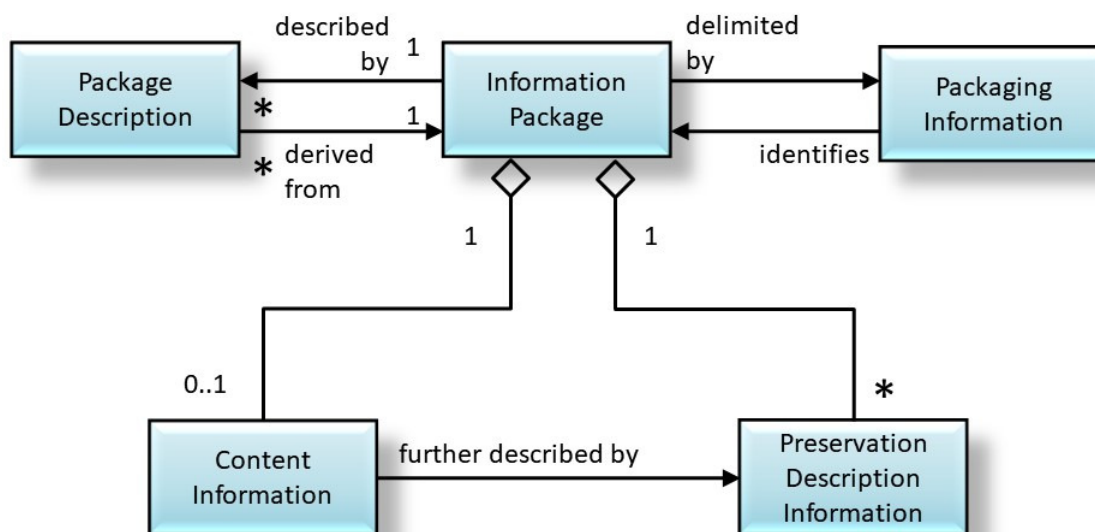 described
by
1
delimited
by
Package
Description
Information
Package
Packaging
Information
*
1
*
derived
from
identifies
1
1
0..1
*
Content
Information
further described by
Preservation
Description
Information